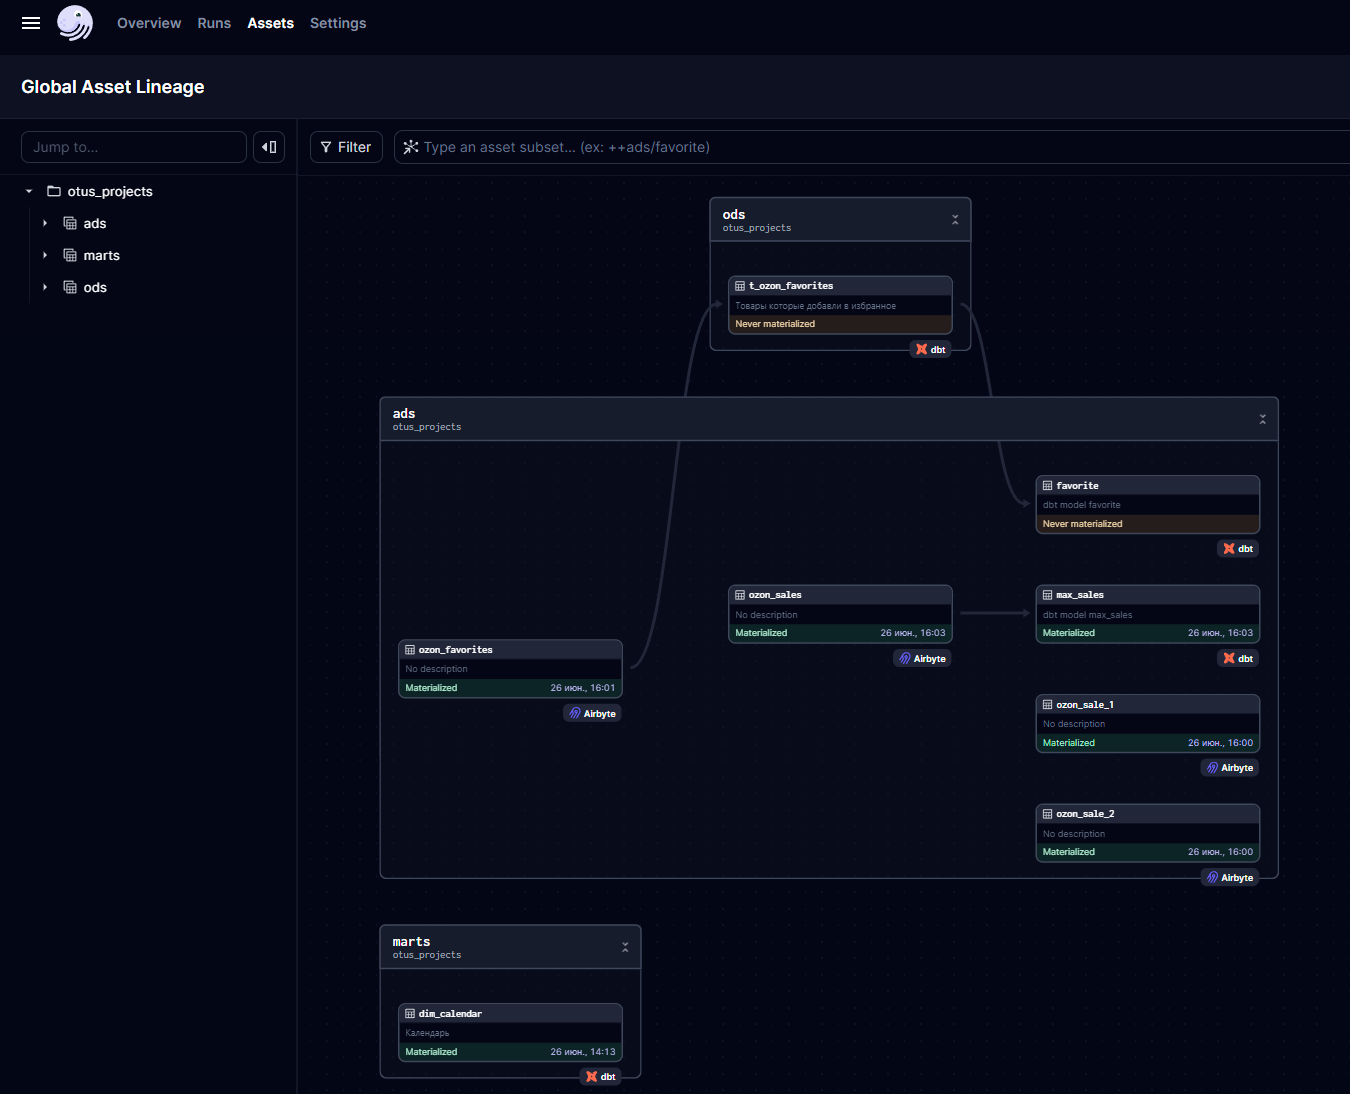 Overview Runs Assets Settings
Global Asset Lineage
Jump to...
Filter
Type an asset subset... (ex: ++ads/favorite)
otus_projects
ads
marts
ods
ods
otus_projects
t_ozon_favorites
Товары которые добавли в избранное
Never materialized
dbt
ads
otus_projects
favorite
dbt model favorite
Never materialized
dbt
ozon_sales
No description
Materialized 26 июн., 16:03
Airbyte
max_sales
dbt model max_sales
Materialized 26 июн., 16:03
dbt
ozon_favorites
No description
Materialized 26 июн., 16:01
Airbyte
ozon_sale_1
No description
Materialized 26 июн., 16:00
Airbyte
ozon_sale_2
No description
Materialized 26 июн., 16:00
Airbyte
marts
otus_projects
dim_calendar
Календарь
Materialized 26 июн., 14:13
dbt